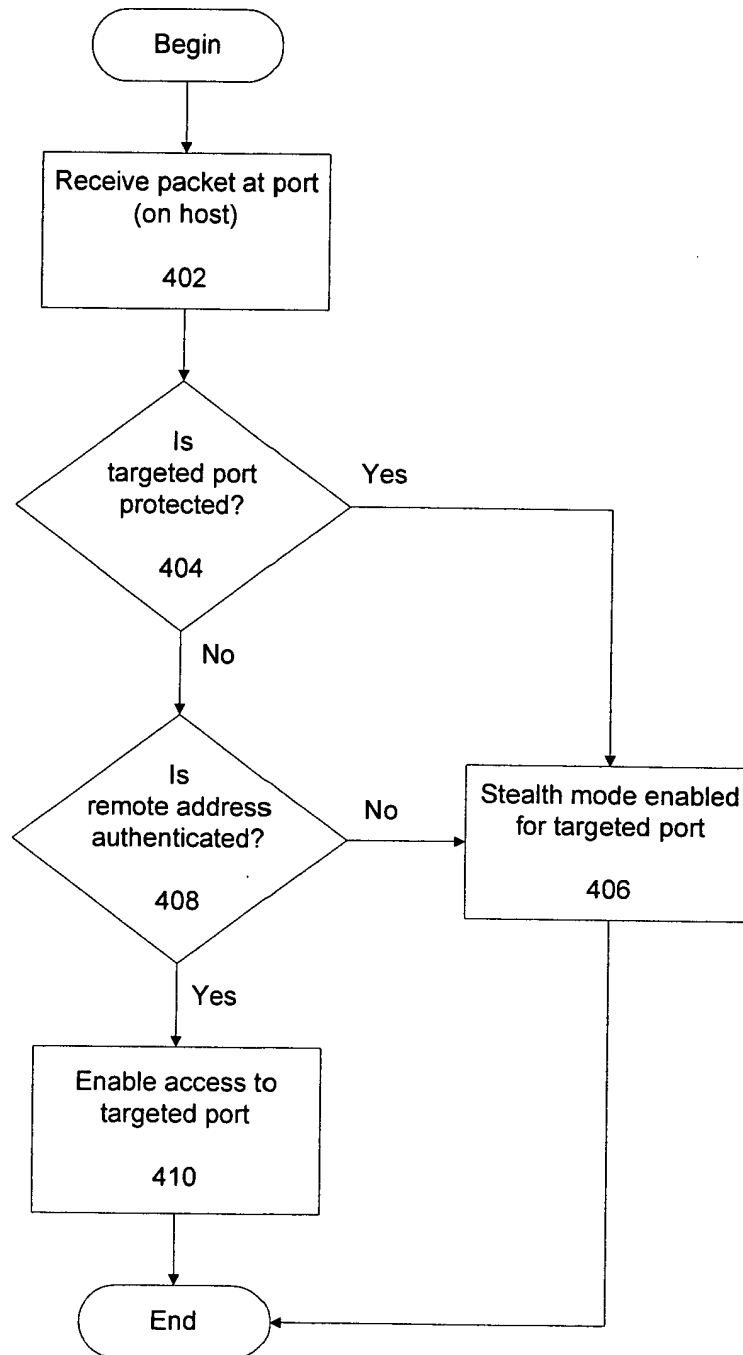 Begin
Receive packet at port
(on host)
402
Is
targeted port
protected?
404
Yes
No
Is
remote address
authenticated?
408
No
Stealth mode enabled
for targeted port
406
Yes
Enable access to
targeted port
410
End